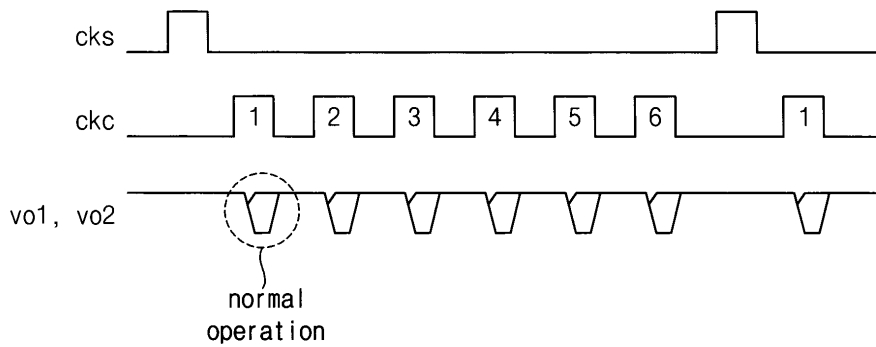 cks
ckc 1 2 3 4 5 6 1
vo1, vo2
normal
operation